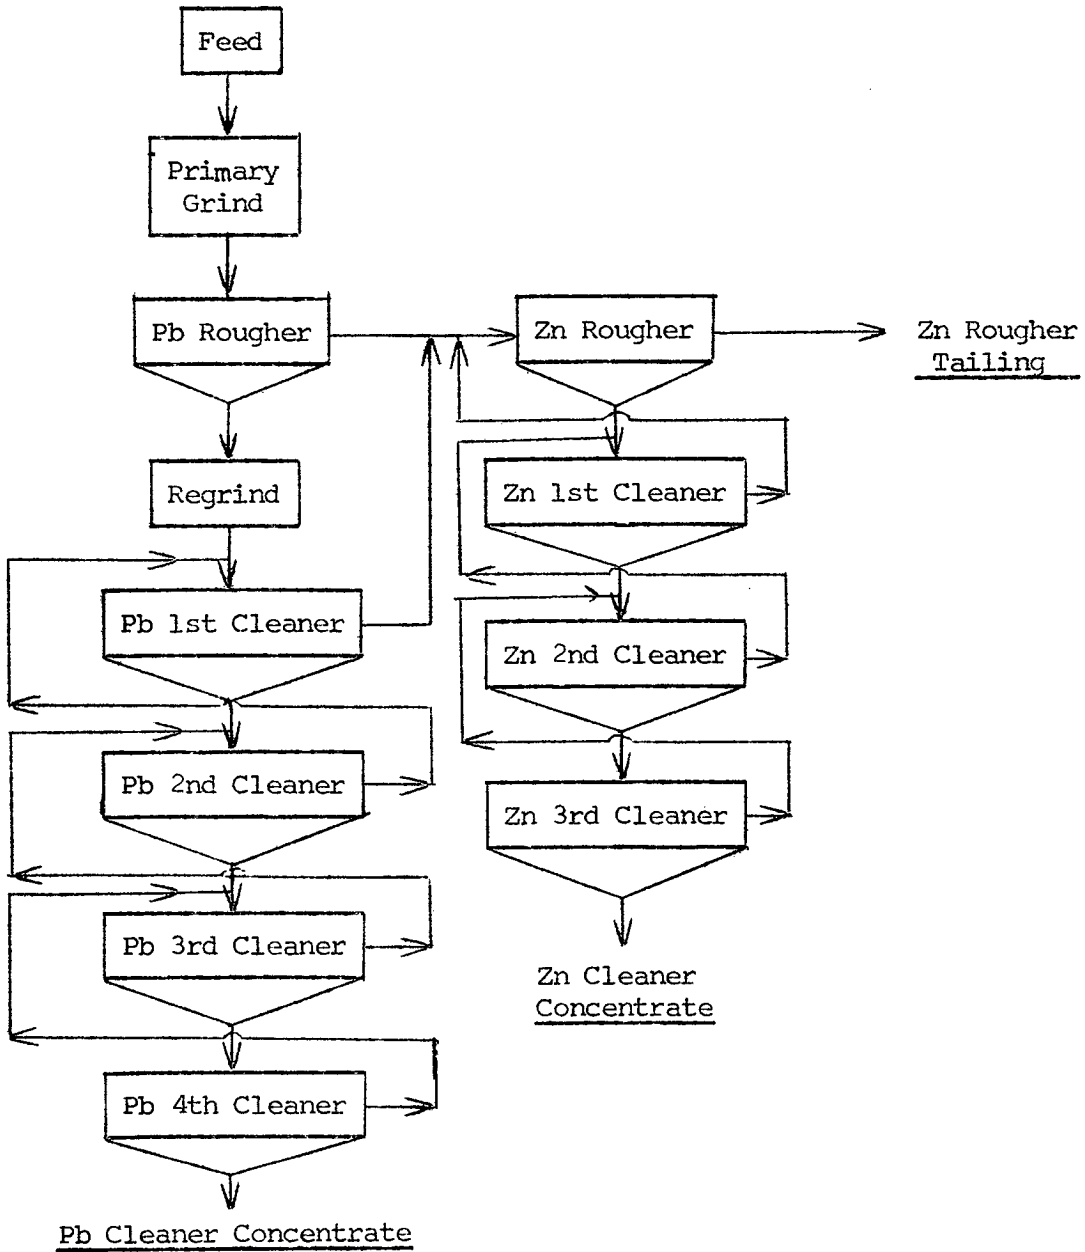 Feed
Primary
Grind
Pb Rougher
Zn Rougher
Zn Rougher
Tailing
Regrind
Zn 1st Cleaner
Pb 1st Cleaner
Zn 2nd Cleaner
Pb 2nd Cleaner
Zn 3rd Cleaner
Pb 3rd Cleaner
Zn Cleaner
Concentrate
Pb 4th Cleaner
Pb Cleaner Concentrate